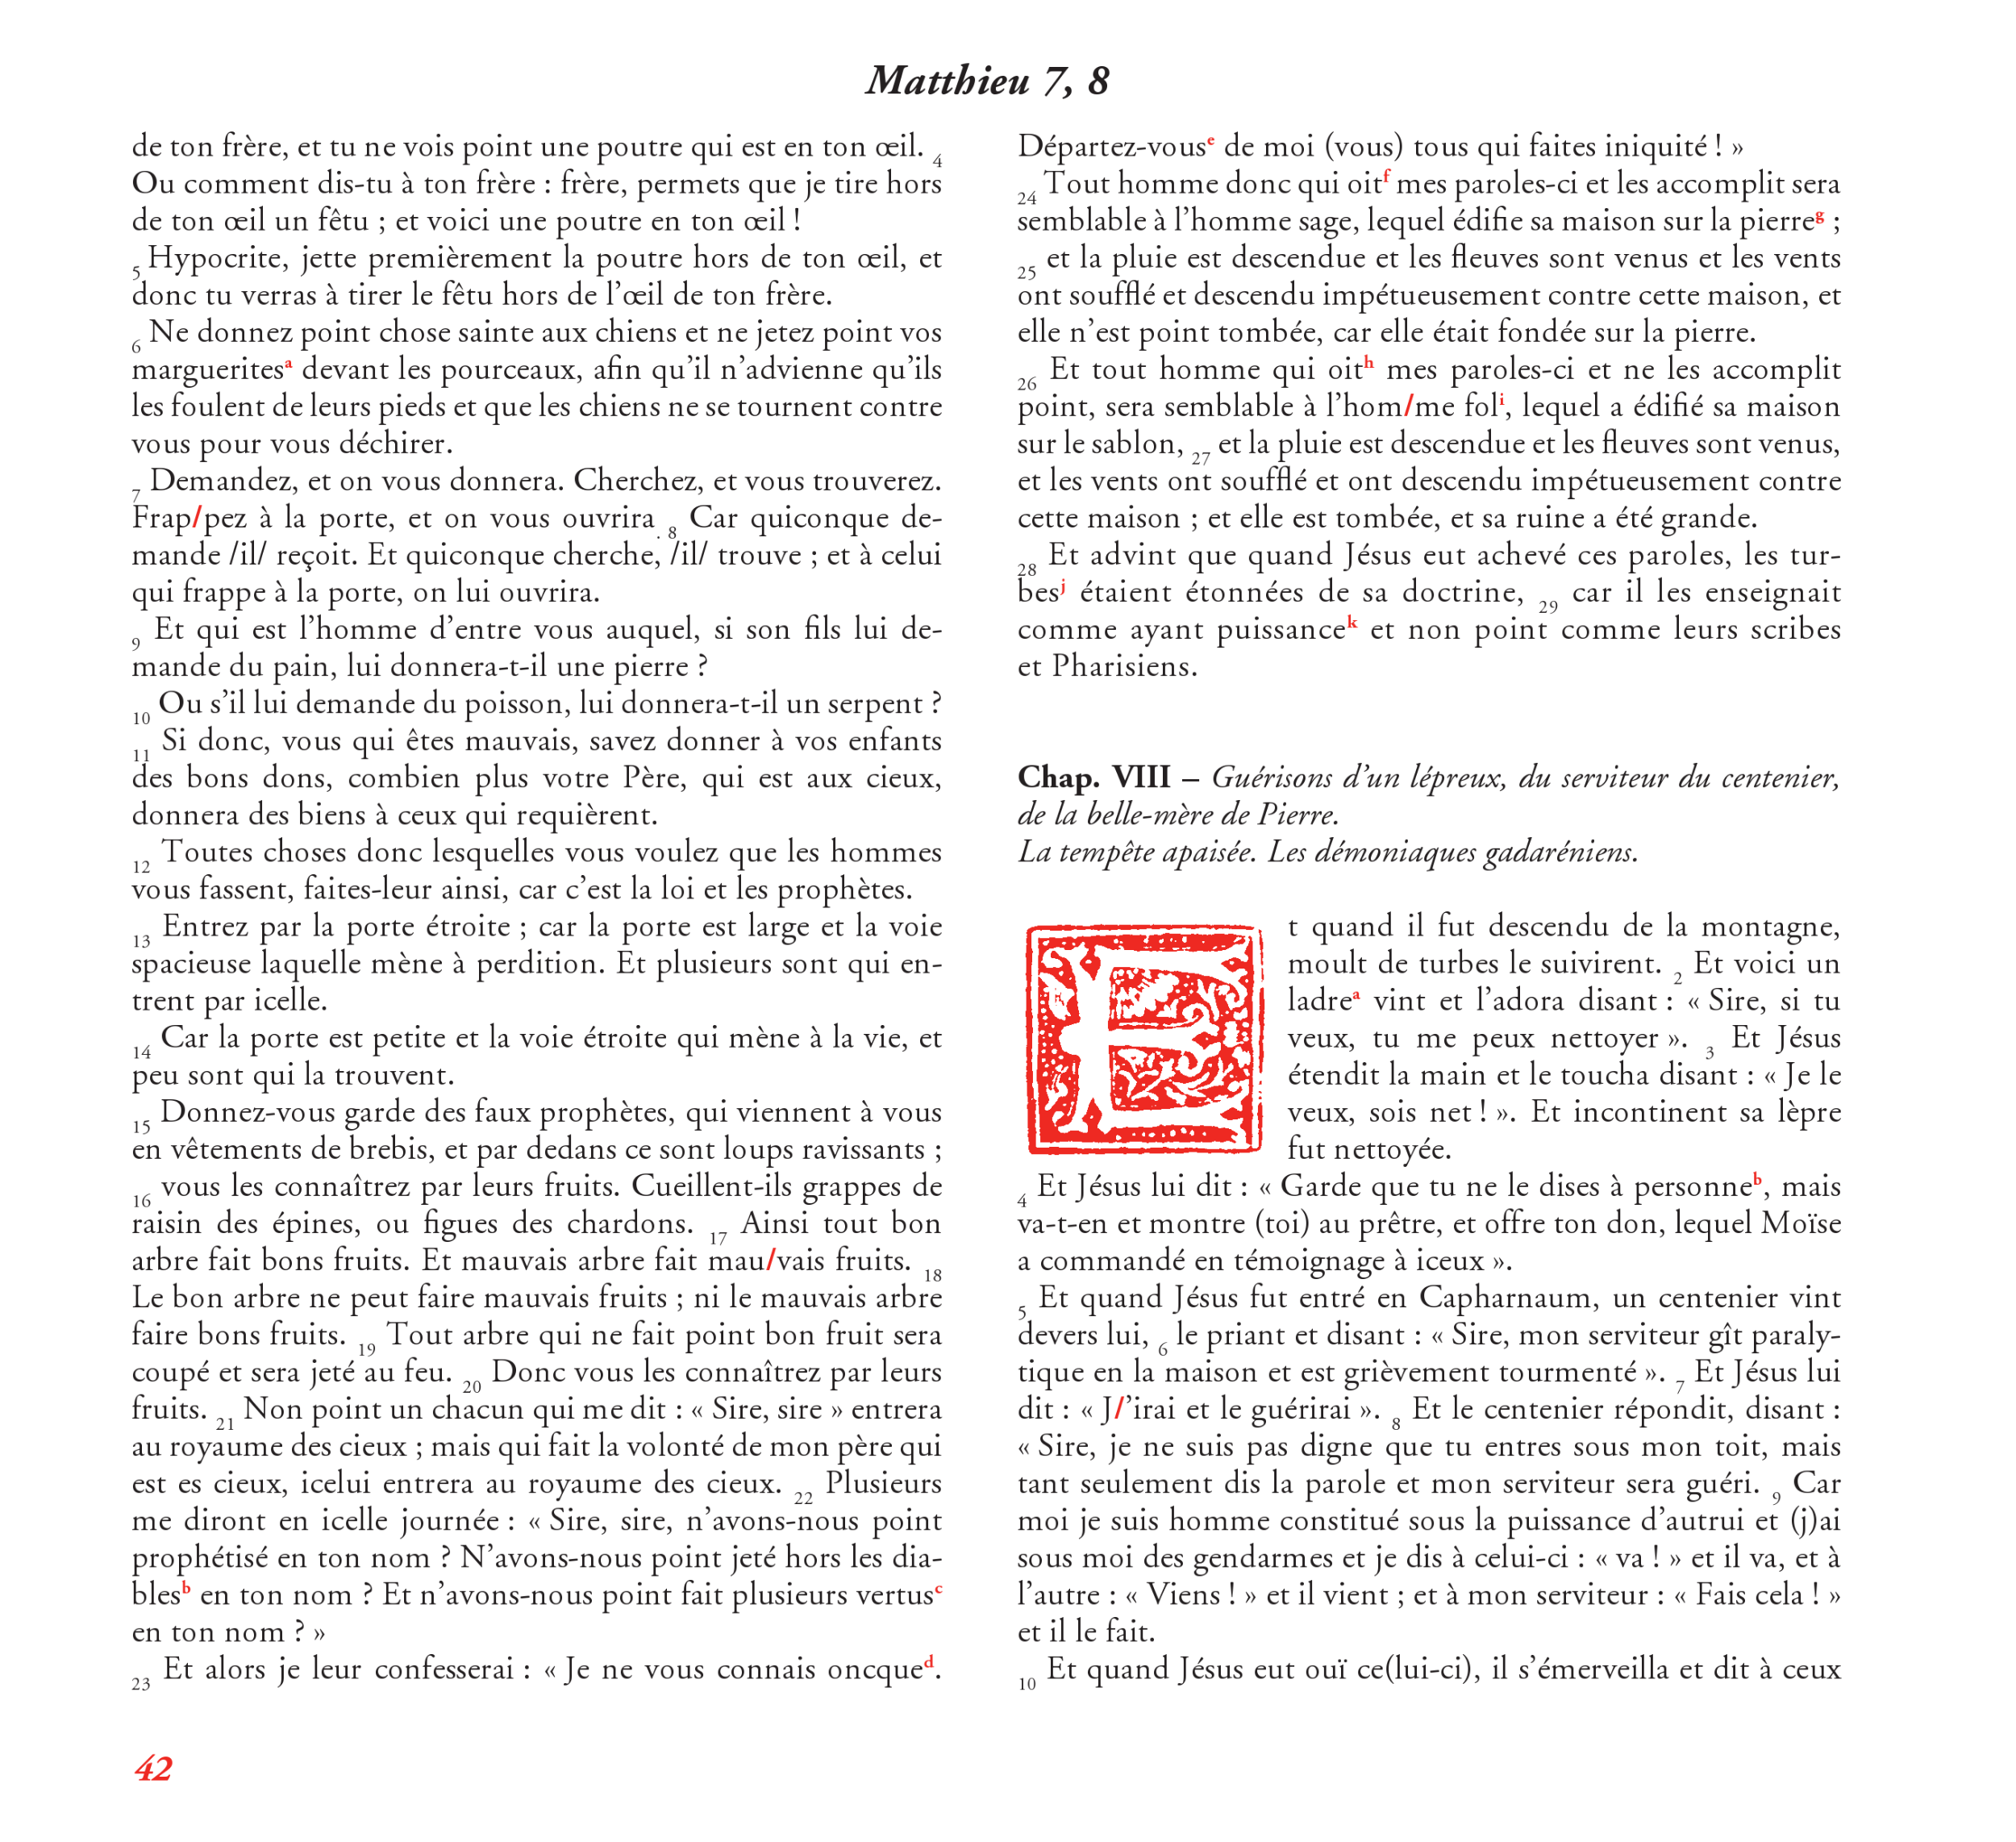 Matthieu 7, 8
de ton frère, et tu ne vois point une poutre qui est en ton œil. 4
Ou comment dis-tu à ton frère : frère, permets que je tire hors
de ton œil un fêtu ; et voici une poutre en ton œil !
5 Hypocrite, jette premièrement la poutre hors de ton œil, et
donc tu verras à tirer le fêtu hors de l’œil de ton frère.
6 Ne donnez point chose sainte aux chiens et ne jetez point vos
margueritesa devant les pourceaux, afin qu’il n’advienne qu’ils
les foulent de leurs pieds et que les chiens ne se tournent contre
vous pour vous déchirer.
7 Demandez, et on vous donnera. Cherchez, et vous trouverez.
Frap/pez à la porte, et on vous ouvrira . 8 Car quiconque de-
mande /il/ reçoit. Et quiconque cherche, /il/ trouve ; et à celui
qui frappe à la porte, on lui ouvrira.
9 Et qui est l’homme d’entre vous auquel, si son fils lui de-
mande du pain, lui donnera-t-il une pierre ?
10 Ou s’il lui demande du poisson, lui donnera-t-il un serpent ?
11 Si donc, vous qui êtes mauvais, savez donner à vos enfants
des bons dons, combien plus votre Père, qui est aux cieux,
donnera des biens à ceux qui requièrent.
12 Toutes choses donc lesquelles vous voulez que les hommes
vous fassent, faites-leur ainsi, car c’est la loi et les prophètes.
13 Entrez par la porte étroite ; car la porte est large et la voie
spacieuse laquelle mène à perdition. Et plusieurs sont qui en-
trent par icelle.
14 Car la porte est petite et la voie étroite qui mène à la vie, et
peu sont qui la trouvent.
15 Donnez-vous garde des faux prophètes, qui viennent à vous
en vêtements de brebis, et par dedans ce sont loups ravissants ;
16 vous les connaîtrez par leurs fruits. Cueillent-ils grappes de
raisin des épines, ou figues des chardons. 17 Ainsi tout bon
arbre fait bons fruits. Et mauvais arbre fait mau/vais fruits. 18
Le bon arbre ne peut faire mauvais fruits ; ni le mauvais arbre
faire bons fruits. 19 Tout arbre qui ne fait point bon fruit sera
coupé et sera jeté au feu. 20 Donc vous les connaîtrez par leurs
fruits. 21 Non point un chacun qui me dit : « Sire, sire » entrera
au royaume des cieux ; mais qui fait la volonté de mon père qui
est es cieux, icelui entrera au royaume des cieux. 22 Plusieurs
me diront en icelle journée : « Sire, sire, n’avons-nous point
prophétisé en ton nom ? N’avons-nous point jeté hors les dia-
blesb en ton nom ? Et n’avons-nous point fait plusieurs vertusc
en ton nom ? »
23 Et alors je leur confesserai : « Je ne vous connais oncqued.
Départez-vouse de moi (vous) tous qui faites iniquité ! »
24 Tout homme donc qui oitf mes paroles-ci et les accomplit sera
semblable à l’homme sage, lequel édifie sa maison sur la pierreg ;
25 et la pluie est descendue et les fleuves sont venus et les vents
ont soufflé et descendu impétueusement contre cette maison, et
elle n’est point tombée, car elle était fondée sur la pierre.
26 Et tout homme qui oith mes paroles-ci et ne les accomplit
point, sera semblable à l’hom/me foli, lequel a édifié sa maison
sur le sablon, 27 et la pluie est descendue et les fleuves sont venus,
et les vents ont soufflé et ont descendu impétueusement contre
cette maison ; et elle est tombée, et sa ruine a été grande.
28 Et advint que quand Jésus eut achevé ces paroles, les tur-
besj étaient étonnées de sa doctrine, 29 car il les enseignait
comme ayant puissancek et non point comme leurs scribes
et Pharisiens.
Chap. VIII – Guérisons d’un lépreux, du serviteur du centenier,
de la belle-mère de Pierre.
La tempête apaisée. Les démoniaques gadaréniens.
Et quand il fut descendu de la montagne,
moult de turbes le suivirent. 2 Et voici un
ladrea vint et l’adora disant : « Sire, si tu
veux, tu me peux nettoyer ». 3 Et Jésus
étendit la main et le toucha disant : « Je le
veux, sois net ! ». Et incontinent sa lèpre
fut nettoyée.
4 Et Jésus lui dit : « Garde que tu ne le dises à personneb, mais
va-t-en et montre (toi) au prêtre, et offre ton don, lequel Moïse
a commandé en témoignage à iceux ».
5 Et quand Jésus fut entré en Capharnaum, un centenier vint
devers lui, 6 le priant et disant : « Sire, mon serviteur gît paraly-
tique en la maison et est grièvement tourmenté ». 7 Et Jésus lui
dit : « J/’irai et le guérirai ». 8 Et le centenier répondit, disant :
« Sire, je ne suis pas digne que tu entres sous mon toit, mais
tant seulement dis la parole et mon serviteur sera guéri. 9 Car
moi je suis homme constitué sous la puissance d’autrui et (j)ai
sous moi des gendarmes et je dis à celui-ci : « va ! » et il va, et à
l’autre : « Viens ! » et il vient ; et à mon serviteur : « Fais cela ! »
et il le fait.
10 Et quand Jésus eut ouï ce(lui-ci), il s’émerveilla et dit à ceux
42